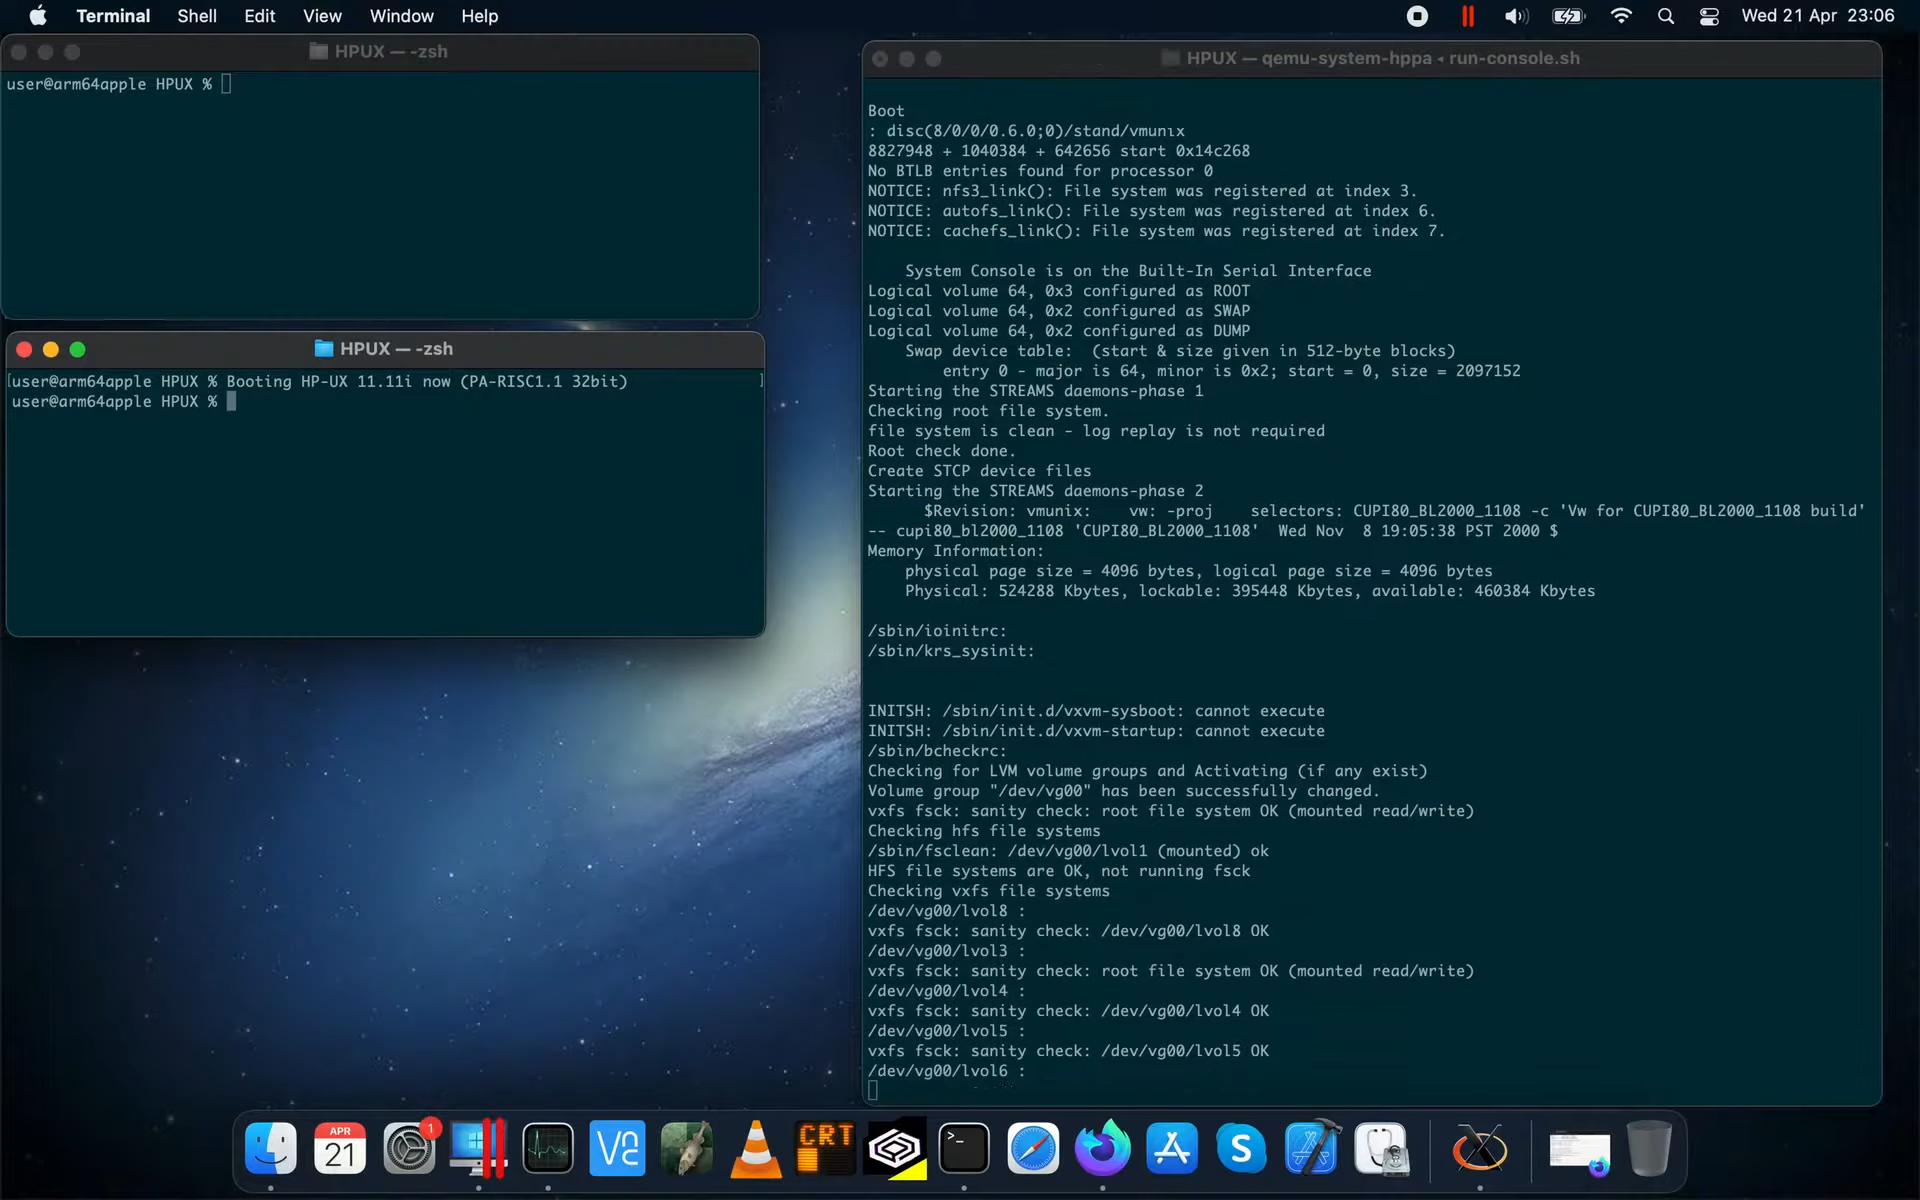 Terminal Shell Edit View Window Help
Wed 21 Apr 23:06
HPUX — -zsh
user@arm64apple HPUX %
HPUX — -zsh
[user@arm64apple HPUX % Booting HP-UX 11.11i now (PA-RISC1.1 32bit) ]
user@arm64apple HPUX %
HPUX — qemu-system-hppa ◂ run-console.sh
Boot
: disc(8/0/0/0.6.0;0)/stand/vmunix
8827948 + 1040384 + 642656 start 0x14c268
No BTLB entries found for processor 0
NOTICE: nfs3_link(): File system was registered at index 3.
NOTICE: autofs_link(): File system was registered at index 6.
NOTICE: cachefs_link(): File system was registered at index 7.
System Console is on the Built-In Serial Interface
Logical volume 64, 0x3 configured as ROOT
Logical volume 64, 0x2 configured as SWAP
Logical volume 64, 0x2 configured as DUMP
Swap device table:  (start & size given in 512-byte blocks)
entry 0 - major is 64, minor is 0x2; start = 0, size = 2097152
Starting the STREAMS daemons-phase 1
Checking root file system.
file system is clean - log replay is not required
Root check done.
Create STCP device files
Starting the STREAMS daemons-phase 2
$Revision: vmunix:    vw: -proj    selectors: CUPI80_BL2000_1108 -c 'Vw for CUPI80_BL2000_1108 build'
-- cupi80_bl2000_1108 'CUPI80_BL2000_1108'  Wed Nov  8 19:05:38 PST 2000 $
Memory Information:
physical page size = 4096 bytes, logical page size = 4096 bytes
Physical: 524288 Kbytes, lockable: 395448 Kbytes, available: 460384 Kbytes
/sbin/ioinitrc:
/sbin/krs_sysinit:
INITSH: /sbin/init.d/vxvm-sysboot: cannot execute
INITSH: /sbin/init.d/vxvm-startup: cannot execute
/sbin/bcheckrc:
Checking for LVM volume groups and Activating (if any exist)
Volume group "/dev/vg00" has been successfully changed.
vxfs fsck: sanity check: root file system OK (mounted read/write)
Checking hfs file systems
/sbin/fsclean: /dev/vg00/lvol1 (mounted) ok
HFS file systems are OK, not running fsck
Checking vxfs file systems
/dev/vg00/lvol8 :
vxfs fsck: sanity check: /dev/vg00/lvol8 OK
/dev/vg00/lvol3 :
vxfs fsck: sanity check: root file system OK (mounted read/write)
/dev/vg00/lvol4 :
vxfs fsck: sanity check: /dev/vg00/lvol4 OK
/dev/vg00/lvol5 :
vxfs fsck: sanity check: /dev/vg00/lvol5 OK
/dev/vg00/lvol6 :
APR
21
1
CRT
>_